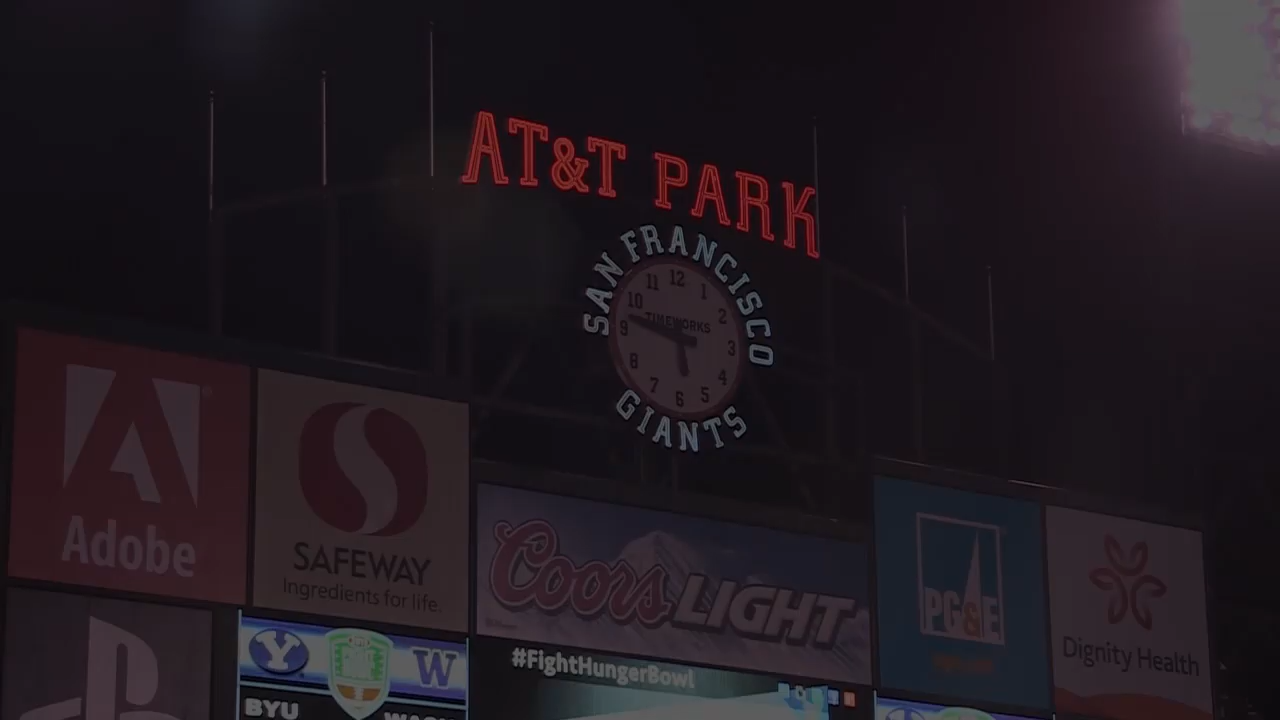 AT&T PARK
SAN FRANCISCO
12
11 1
10 2
TIMEWORKS
9 3
8 4
7 5
6
GIANTS
Adobe
SAFEWAY
Ingredients for life.
Coors LIGHT
PG&E
Dignity Health
#FightHungerBowl
W
BYU